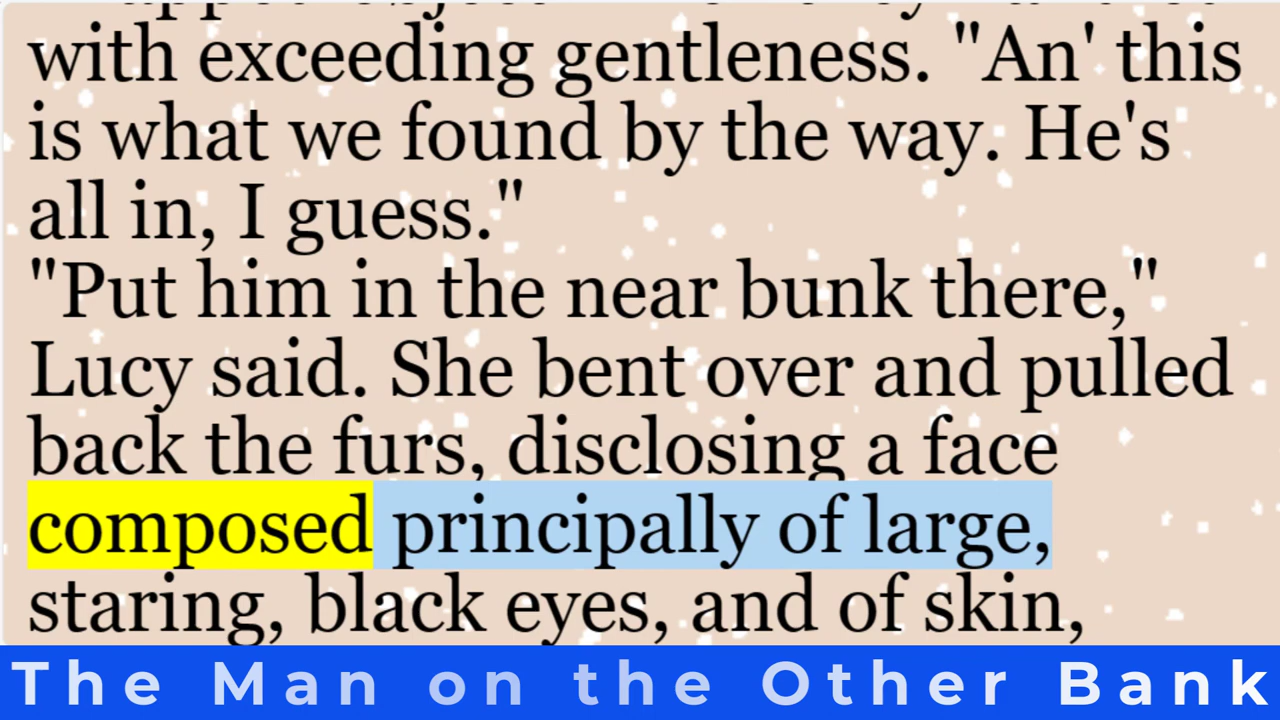 with exceeding gentleness. "An' this
is what we found by the way. He's
all in, I guess."
"Put him in the near bunk there,"
Lucy said. She bent over and pulled
back the furs, disclosing a face
composed principally of large,
staring, black eyes, and of skin,
The Man on the Other Bank